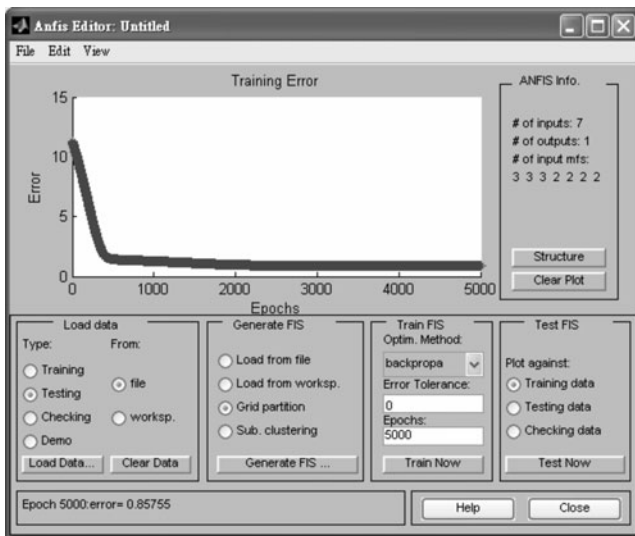 Anfis Editor: Untitled
File Edit View
Training Error
15
10
5
0
Error
0 1000 2000 3000 4000 5000
Epochs
ANFIS Info.
# of inputs: 7
# of outputs: 1
# of input mfs:
3 3 3 2 2 2 2
Structure
Clear Plot
Load data
Type: From:
Training
Testing
Checking
Demo
file
worksp.
Load Data... Clear Data
Generate FIS
Load from file
Load from worksp.
Grid partition
Sub. clustering
Generate FIS ...
Train FIS
Optim. Method:
backpropa
Error Tolerance:
0
Epochs:
5000
Train Now
Test FIS
Plot against:
Training data
Testing data
Checking data
Test Now
Epoch 5000:error= 0.85755
Help Close